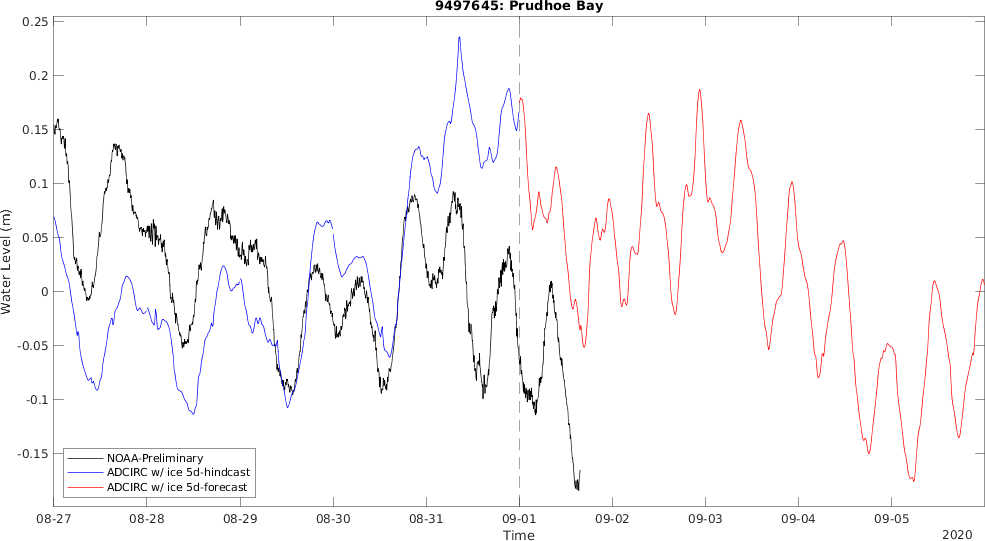 9497645: Prudhoe Bay
Water Level (m)
0.25
0.2
0.15
0.1
0.05
0
-0.05
-0.1
-0.15
NOAA-Preliminary
ADCIRC w/ ice 5d-hindcast
ADCIRC w/ ice 5d-forecast
08-27 08-28 08-29 08-30 08-31 09-01 09-02 09-03 09-04 09-05
Time
2020